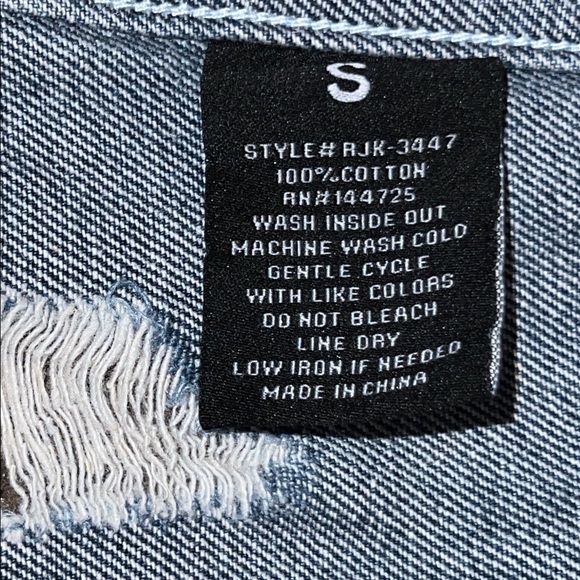 S
STYLE# RJK-3447
100% COTTON
RN#144725
WASH INSIDE OUT
MACHINE WASH COLD
GENTLE CYCLE
WITH LIKE COLORS
DO NOT BLEACH
LINE DRY
LOW IRON IF NEEDED
MADE IN CHINA